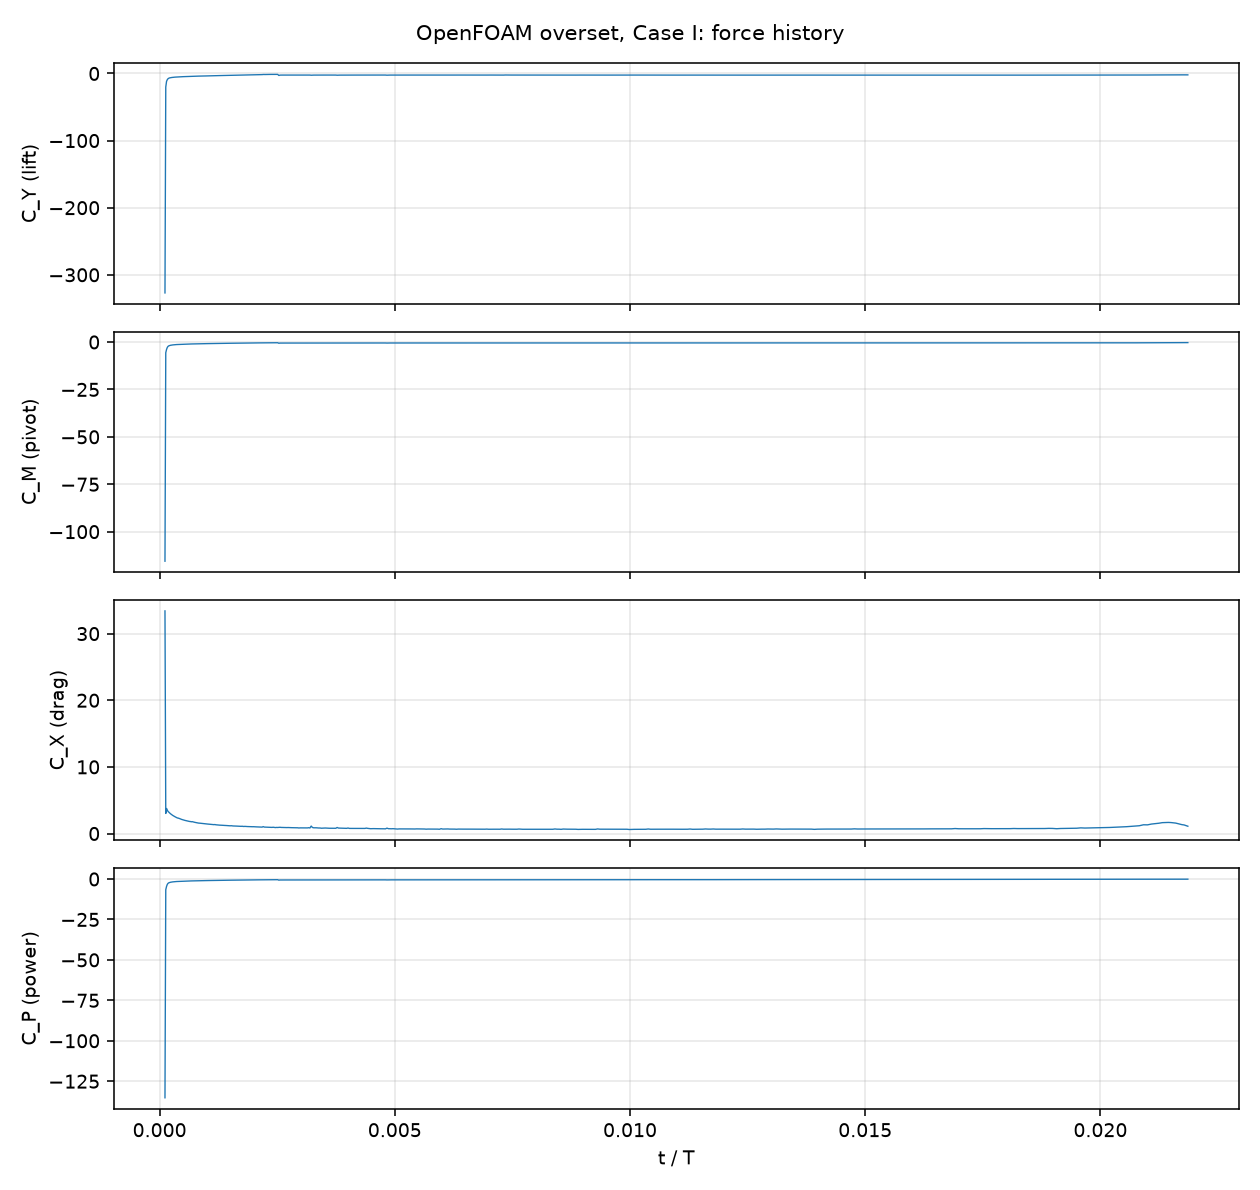 OpenFOAM overset, Case I: force history
C_Y (lift)
0
−100
−200
−300
C_M (pivot)
0
−25
−50
−75
−100
C_X (drag)
30
20
10
0
C_P (power)
0
−25
−50
−75
−100
−125
0.000 0.005 0.010 0.015 0.020
t / T